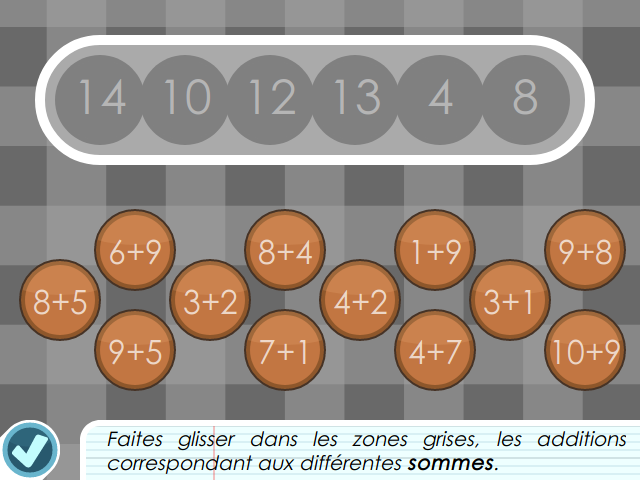 14 10 12 13 4 8
6+9 8+4 1+9 9+8
8+5 3+2 4+2 3+1
9+5 7+1 4+7 10+9
Faites glisser dans les zones grises, les additions
correspondant aux différentes sommes.